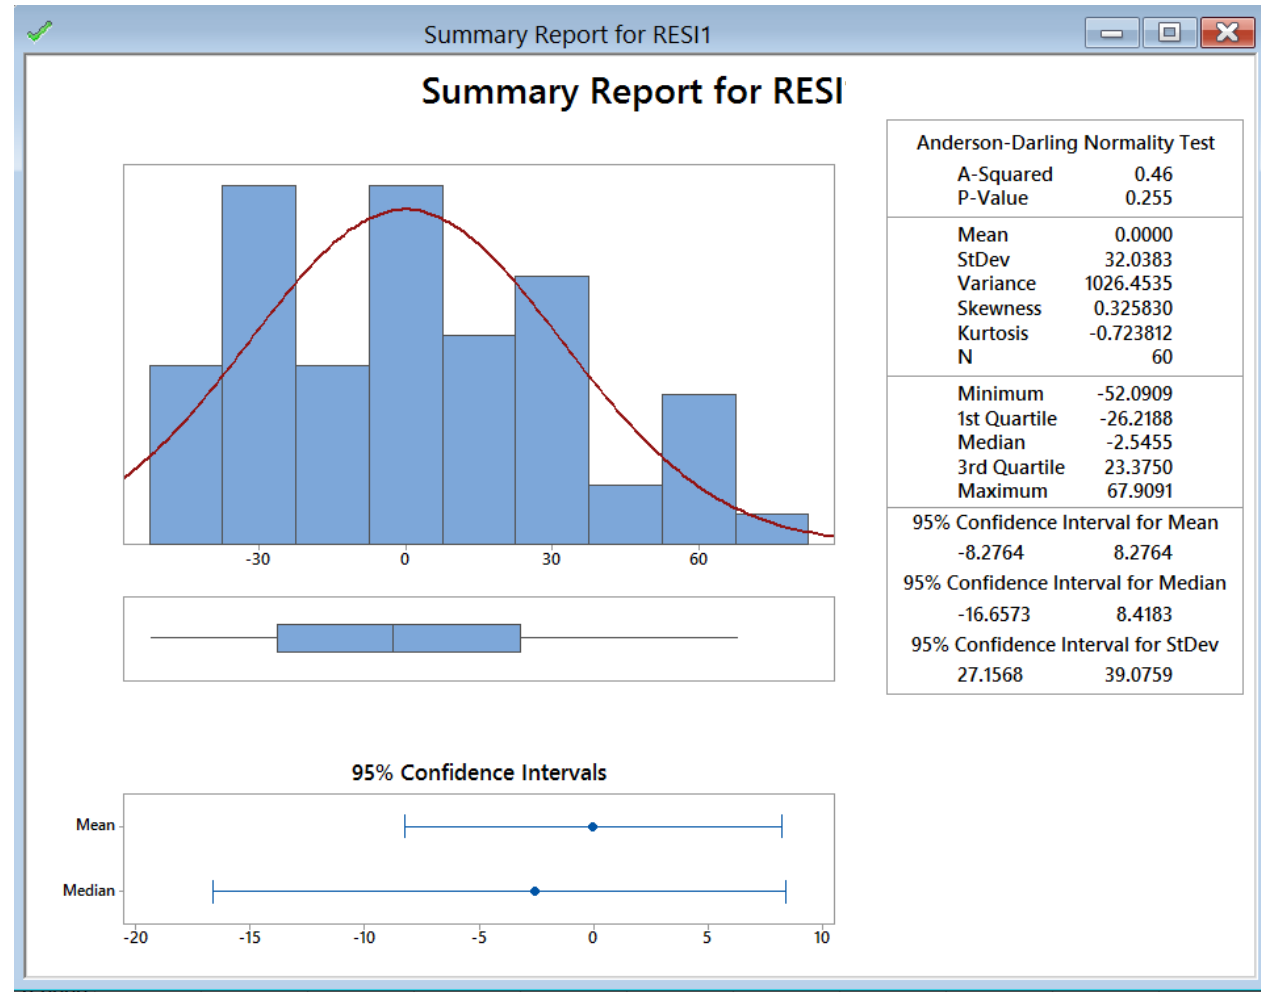 Summary Report for RESI1
Summary Report for RESI
Anderson-Darling Normality Test
A-Squared 0.46
P-Value 0.255
Mean 0.0000
StDev 32.0383
Variance 1026.4535
Skewness 0.325830
Kurtosis -0.723812
N 60
Minimum -52.0909
1st Quartile -26.2188
Median -2.5455
3rd Quartile 23.3750
Maximum 67.9091
95% Confidence Interval for Mean
-8.2764 8.2764
95% Confidence Interval for Median
-16.6573 8.4183
95% Confidence Interval for StDev
27.1568 39.0759
-30 0 30 60
95% Confidence Intervals
Mean
Median
-20 -15 -10 -5 0 5 10